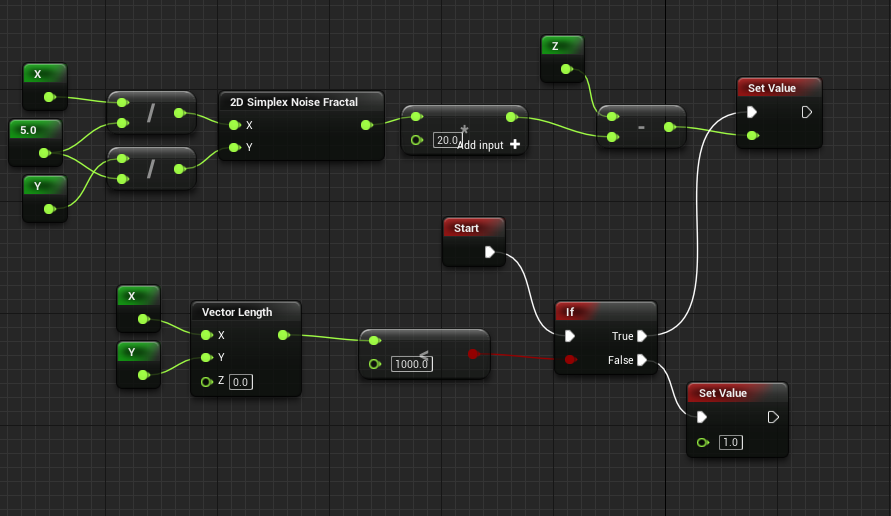 Z
X
2D Simplex Noise Fractal
Set Value
/
X
5.0
*
20.0
Add input +
-
/
Y
Y
Start
X
Vector Length
If
X
True
Y
Y
<
1000.0
False
Z 0.0
Set Value
1.0